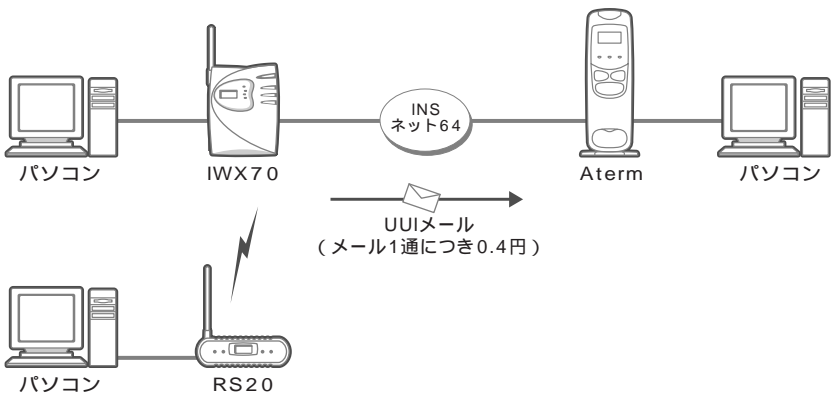 INS
ネット64
パソコン
IWX70
Aterm
パソコン
UUIメール
(メール1通につき0.4円)
パソコン
RS20